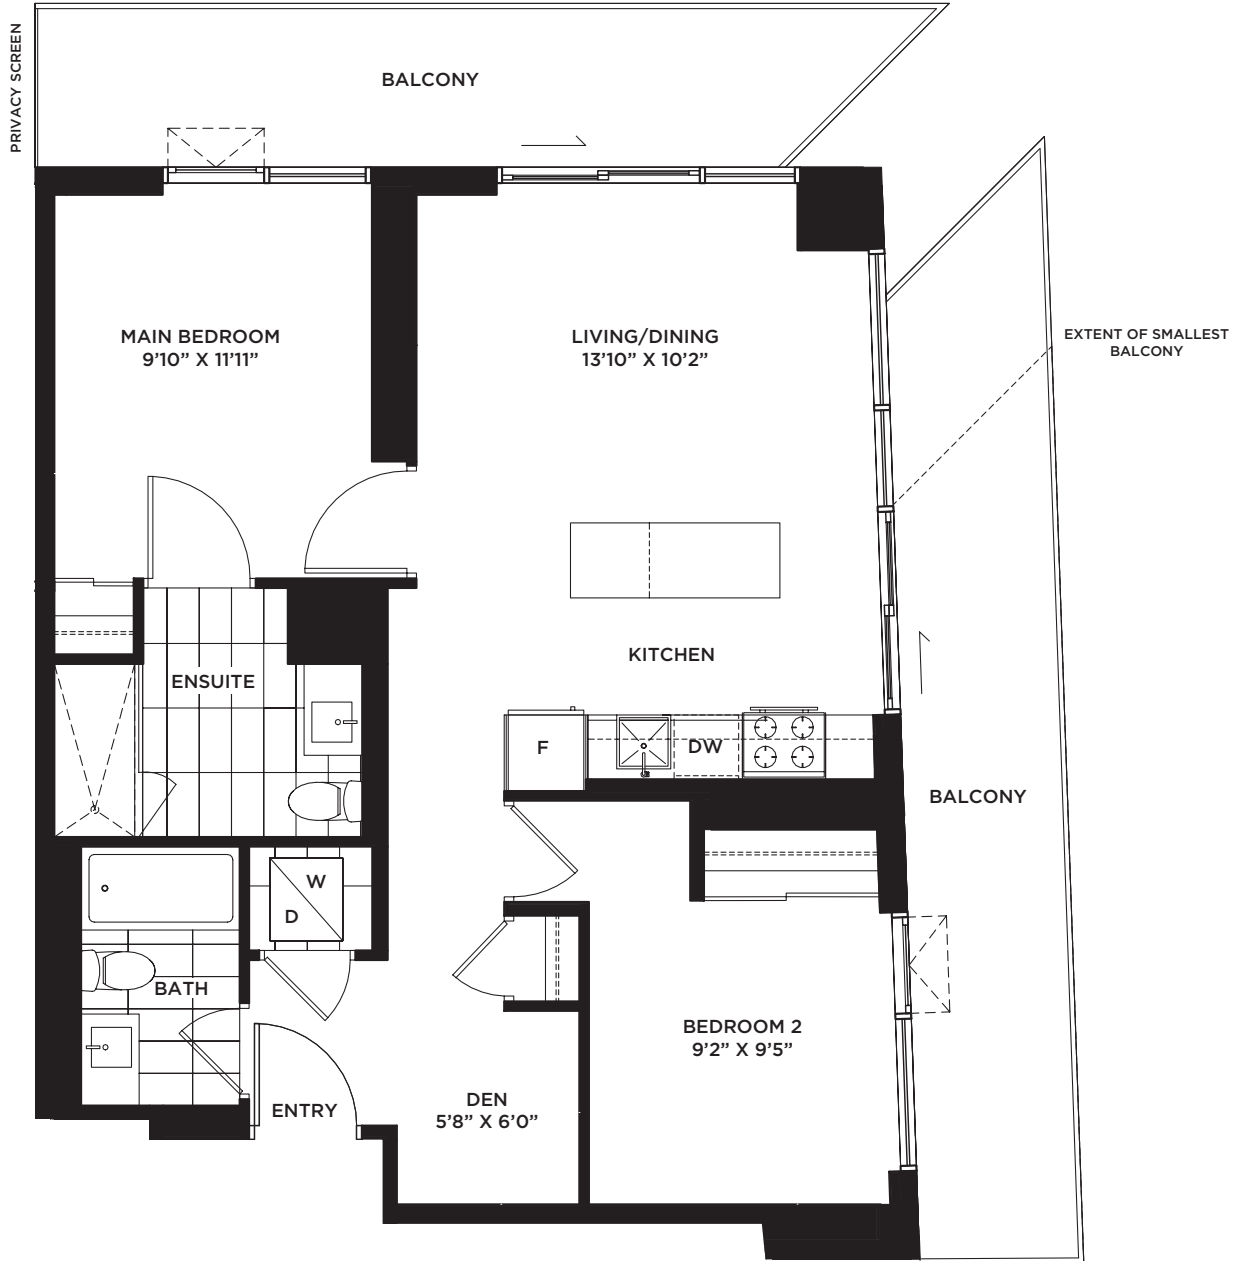 PRIVACY SCREEN
BALCONY
MAIN BEDROOM
9'10” X 11'11”
LIVING/DINING
13'10” X 10'2”
EXTENT OF SMALLEST
BALCONY
KITCHEN
ENSUITE
F
DW
BALCONY
W
D
BATH
BEDROOM 2
9'2” X 9'5”
DEN
5'8” X 6'0”
ENTRY